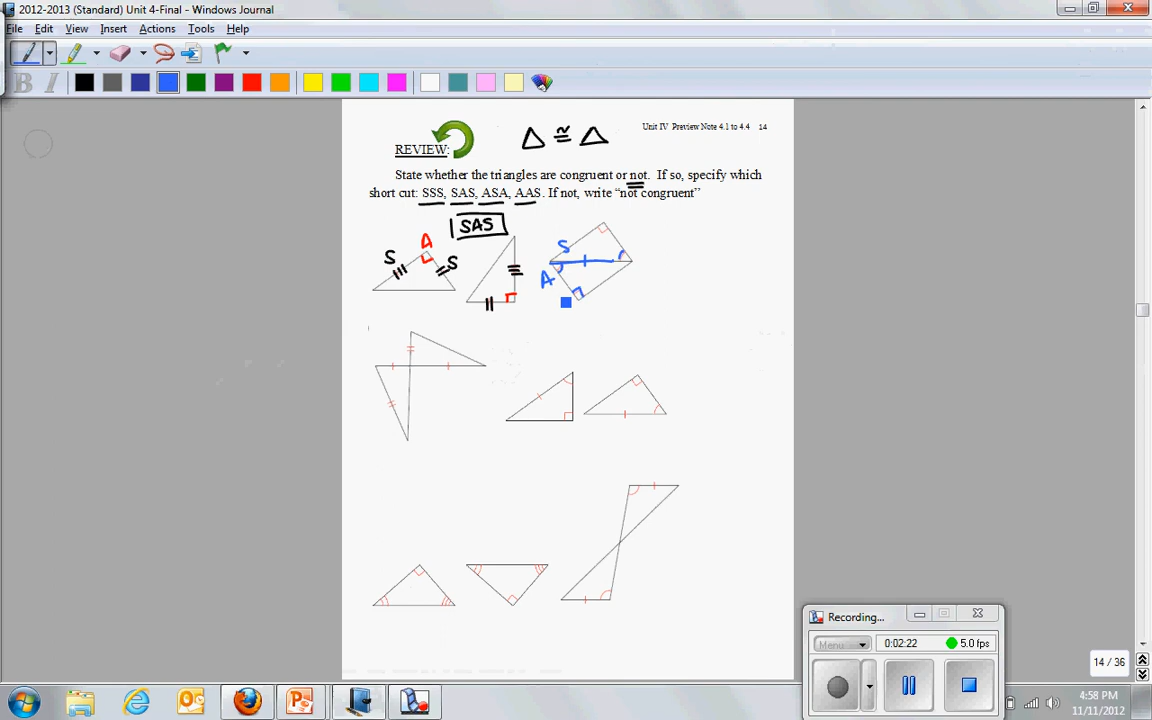 2012-2013 (Standard) Unit 4-Final - Windows Journal
File Edit View Insert Actions Tools Help
B I
Unit IV Preview Note 4.1 to 4.4 14
△ ≅ △
REVIEW:
State whether the triangles are congruent or not. If so, specify which
short cut: SSS, SAS, ASA, AAS. If not, write "not congruent"
SAS
A
S
S
S
A
Recording...
Menu 0:02:22 5.0 fps
14 / 36
4:58 PM
11/11/2012